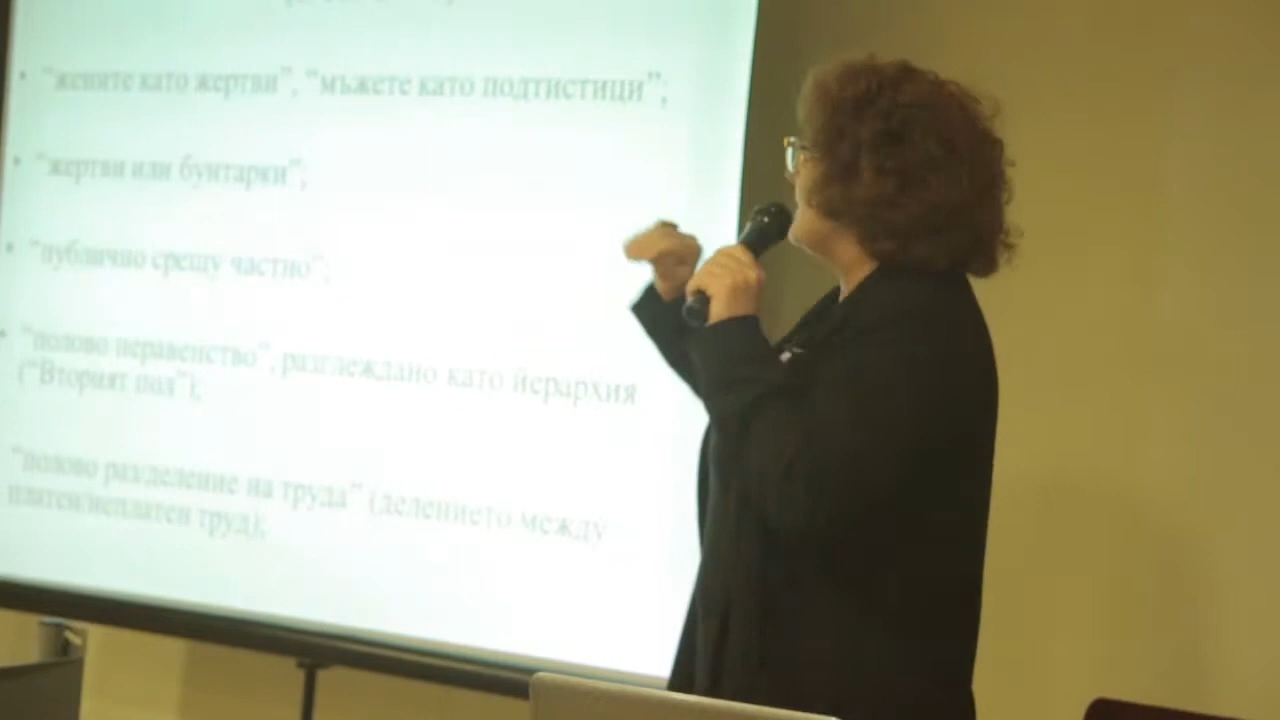 • "жените като жертви", "мъжете като подтистици";
• "жертви или бунтарки";
• "публично срещу частно";
• "полово неравенство", разглеждано като йерархия
("Вторият пол");
"полово разделение на труда" (делението между
платен/неплатен труд);